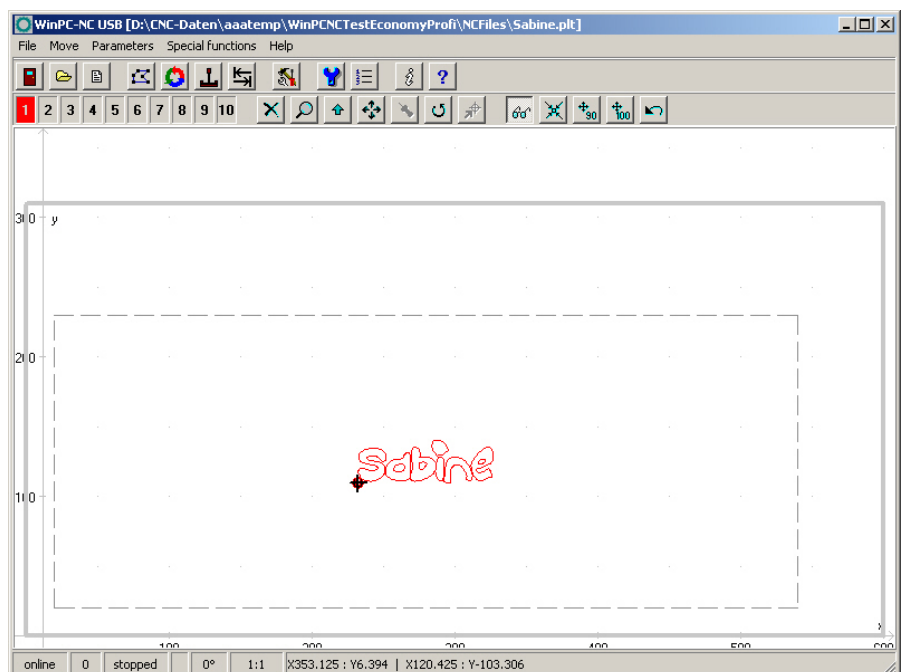 WinPC-NC USB [D:\CNC-Daten\aaatemp\WinPCNCTestEconomyProfi\NCFiles\Sabine.plt]
File Move Parameters Special functions Help
1 2 3 4 5 6 7 8 9 10 90 100
300 y
200
Sabine
100
x
100 200 300 400 500 600
online 0 stopped 0° 1:1 X353.125 : Y6.394 | X120.425 : Y-103.306